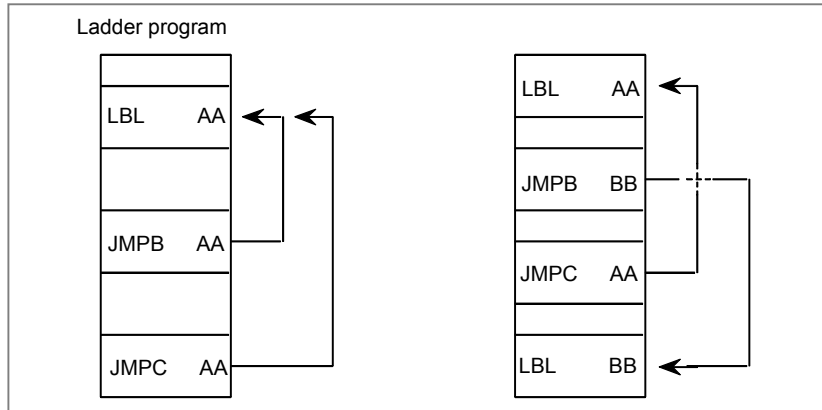 Ladder program
LBL AA
JMPB AA
JMPC AA
LBL AA
JMPB BB
JMPC AA
LBL BB